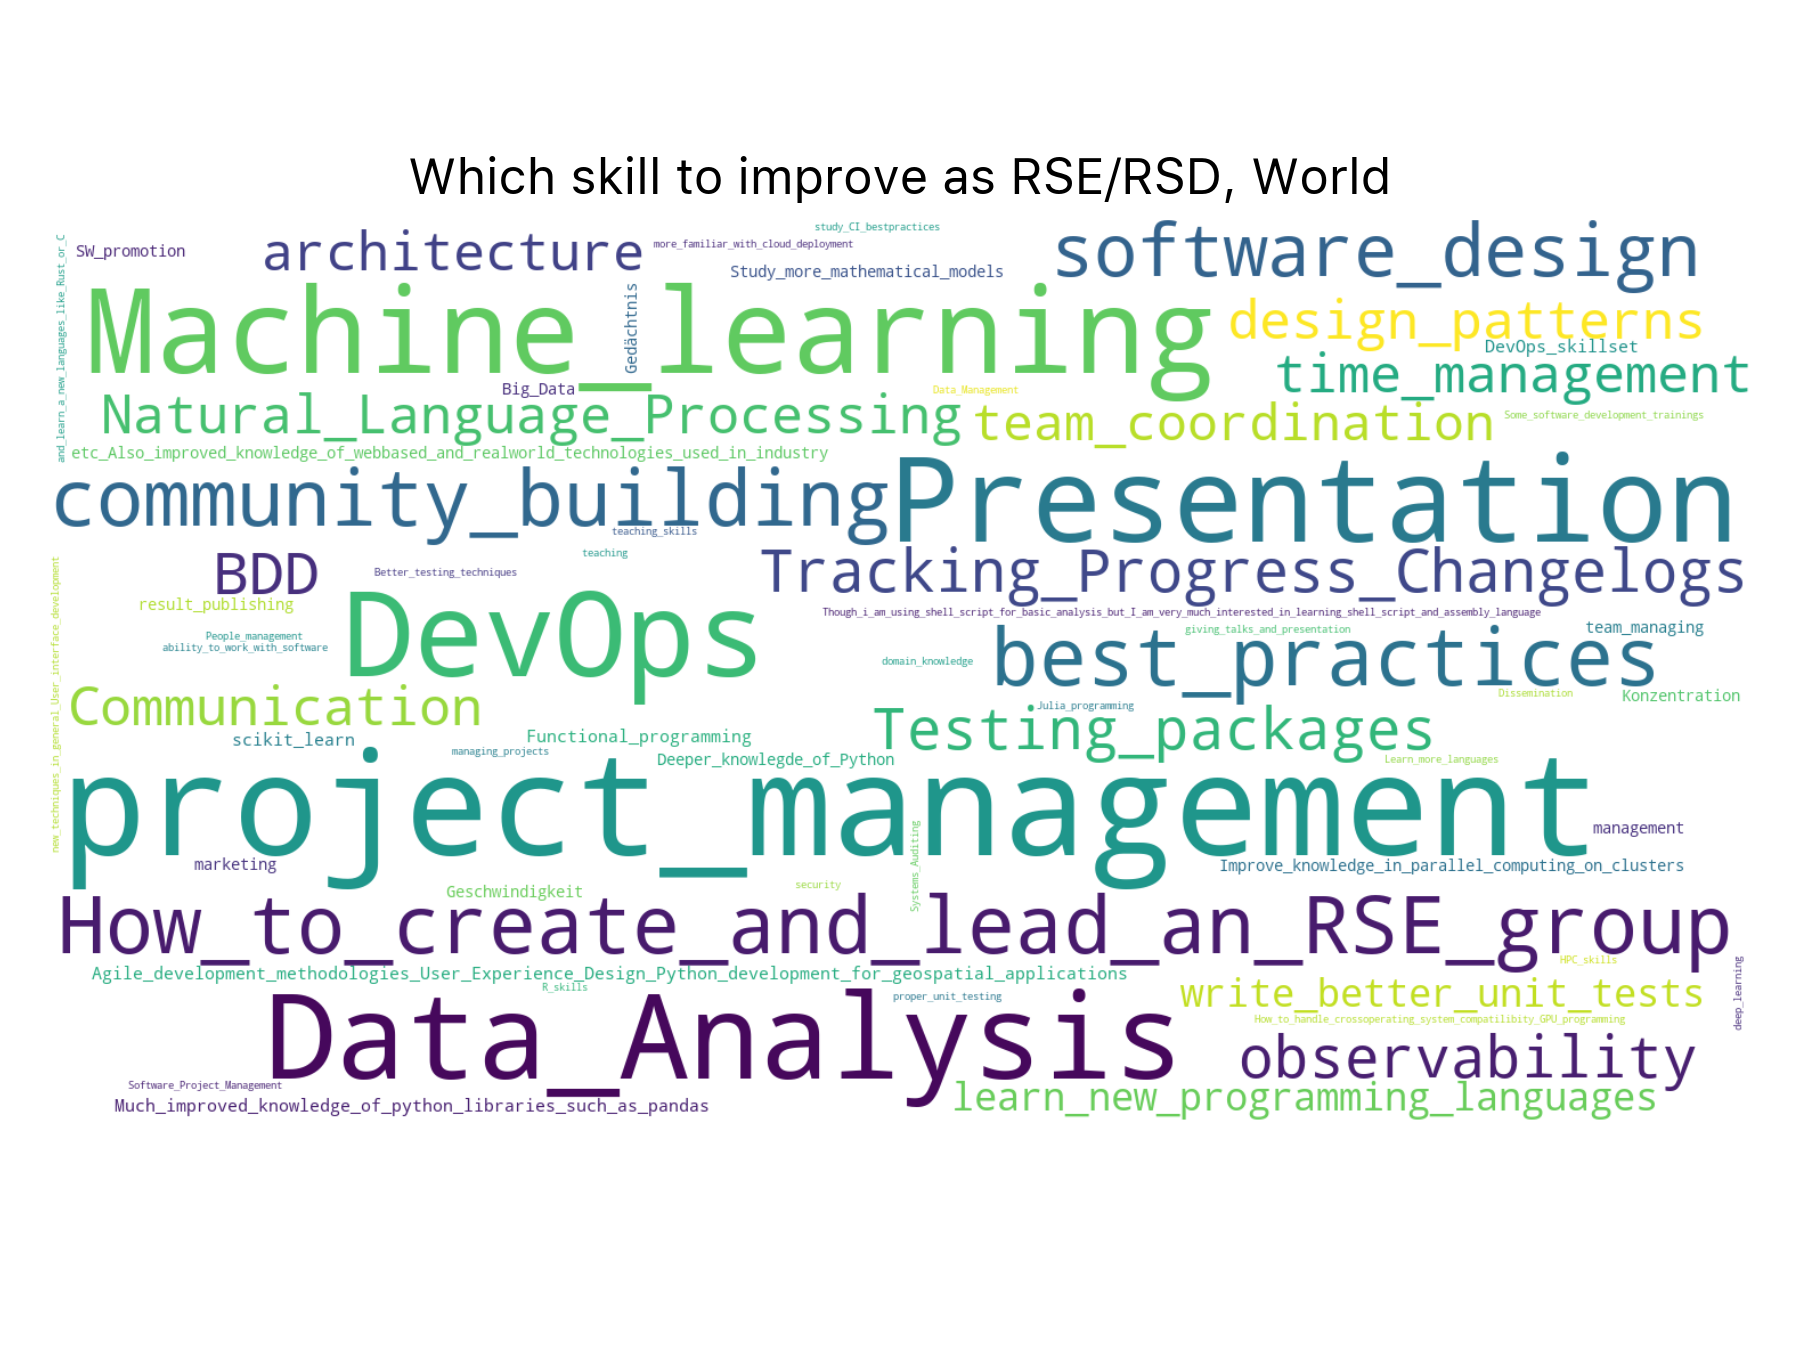 Which skill to improve as RSE/RSD, World
study_CI_bestpractices
SW_promotion
architecture
more_familiar_with_cloud_deployment
software_design
Study_more_mathematical_models
and_learn_a_new_languages_like_Rust_or_C
Machine_learning
Gedächtnis
design_patterns
DevOps_skillset
time_management
Big_Data
Data_Management
Natural_Language_Processing
team_coordination
Some_software_development_trainings
etc_Also_improved_knowledge_of_webbased_and_realworld_technologies_used_in_industry
community_building
Presentation
teaching_skills
teaching
BDD
Better_testing_techniques
Tracking_Progress_Changelogs
result_publishing
DevOps
Though_i_am_using_shell_script_for_basic_analysis_but_I_am_very_much_interested_in_learning_shell_script_and_assembly_language
People_management
ability_to_work_with_software
giving_talks_and_presentation
team_managing
best_practices
domain_knowledge
new_techniques_in_general_User_interface_development
Communication
Dissemination
Konzentration
Julia_programming
Testing_packages
scikit_learn
Functional_programming
managing_projects
Deeper_knowlegde_of_Python
Learn_more_languages
project_management
management
Systems_Auditing
marketing
Improve_knowledge_in_parallel_computing_on_clusters
Geschwindigkeit
security
How_to_create_and_lead_an_RSE_group
HPC_skills
Agile_development_methodologies_User_Experience_Design_Python_development_for_geospatial_applications
R_skills
deep_learning
Data_Analysis
proper_unit_testing
write_better_unit_tests
How_to_handle_crossoperating_system_compatilibity_GPU_programming
observability
Software_Project_Management
Much_improved_knowledge_of_python_libraries_such_as_pandas
learn_new_programming_languages